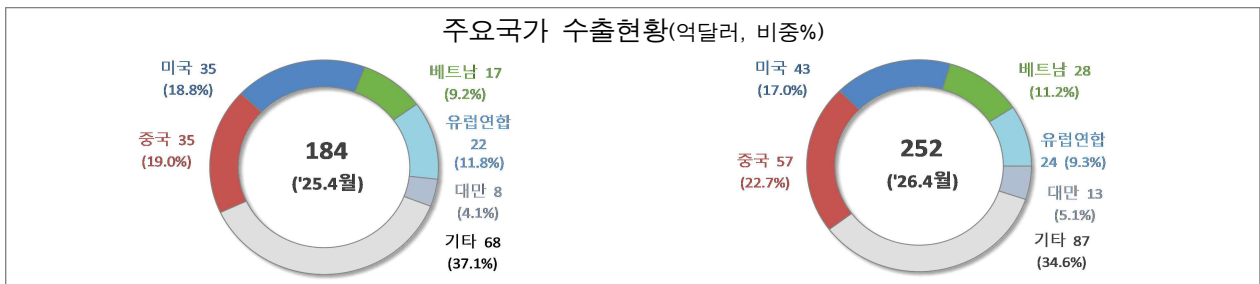 주요국가 수출현황(억달러, 비중%)
미국 35
(18.8%)
베트남 17
(9.2%)
중국 35
(19.0%)
유럽연합
22
(11.8%)
184
('25.4월)
대만 8
(4.1%)
기타 68
(37.1%)
미국 43
(17.0%)
베트남 28
(11.2%)
중국 57
(22.7%)
유럽연합
24 (9.3%)
252
('26.4월)
대만 13
(5.1%)
기타 87
(34.6%)